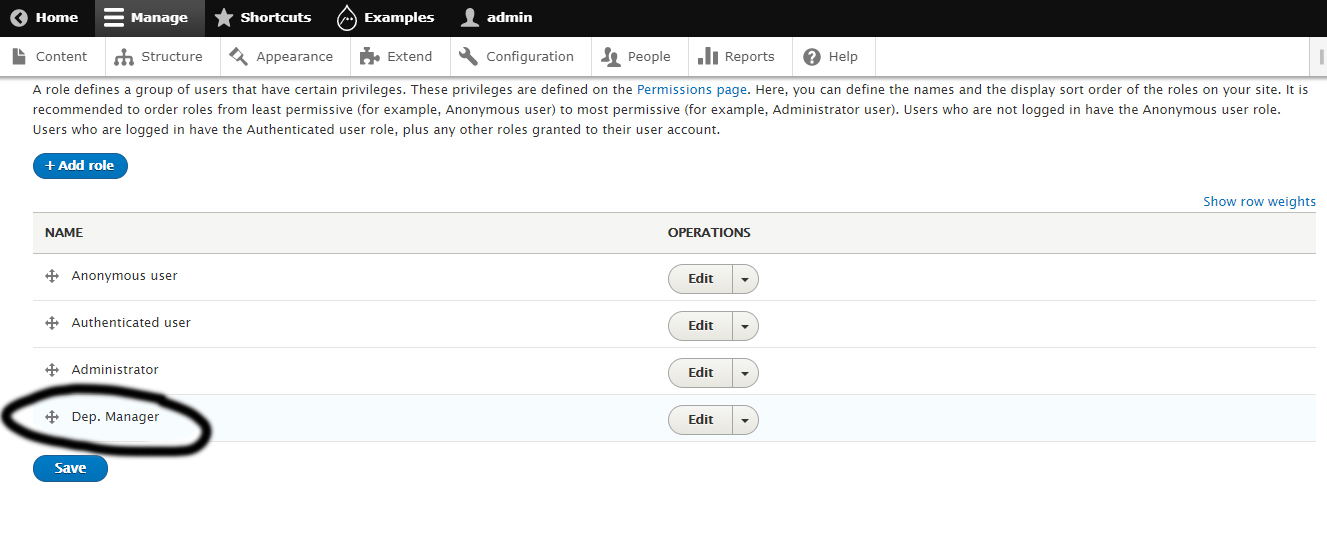 Home Manage Shortcuts Examples admin
Content Structure Appearance Extend Configuration People Reports Help
A role defines a group of users that have certain privileges. These privileges are defined on the Permissions page. Here, you can define the names and the display sort order of the roles on your site. It is
recommended to order roles from least permissive (for example, Anonymous user) to most permissive (for example, Administrator user). Users who are not logged in have the Anonymous user role.
Users who are logged in have the Authenticated user role, plus any other roles granted to their user account.
+ Add role
Show row weights
NAME OPERATIONS
Anonymous user Edit
Authenticated user Edit
Administrator Edit
Dep. Manager Edit
Save